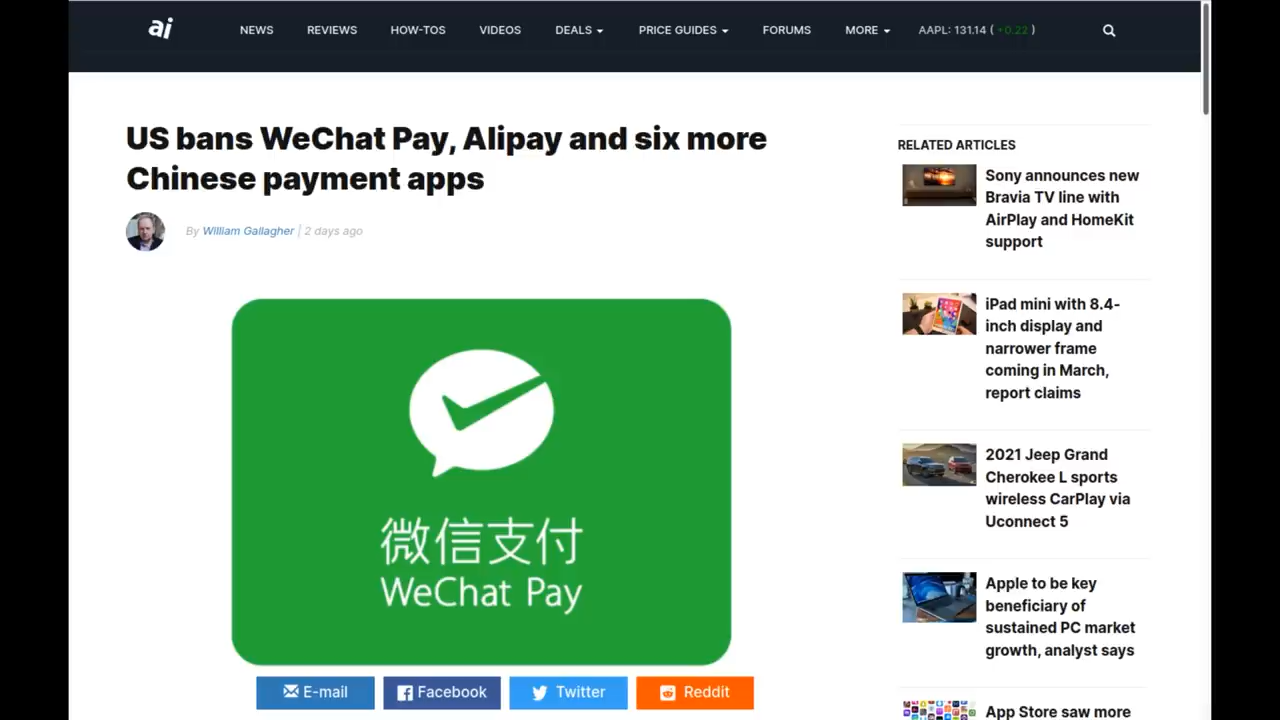 ai
NEWS
REVIEWS
HOW-TOS
VIDEOS
DEALS
PRICE GUIDES
FORUMS
MORE
AAPL: 131.14 ( +0.22 )
US bans WeChat Pay, Alipay and six more
Chinese payment apps
By William Gallagher | 2 days ago
微信支付
WeChat Pay
E-mail
Facebook
Twitter
Reddit
RELATED ARTICLES
Sony announces new
Bravia TV line with
AirPlay and HomeKit
support
iPad mini with 8.4-
inch display and
narrower frame
coming in March,
report claims
2021 Jeep Grand
Cherokee L sports
wireless CarPlay via
Uconnect 5
Apple to be key
beneficiary of
sustained PC market
growth, analyst says
App Store saw more